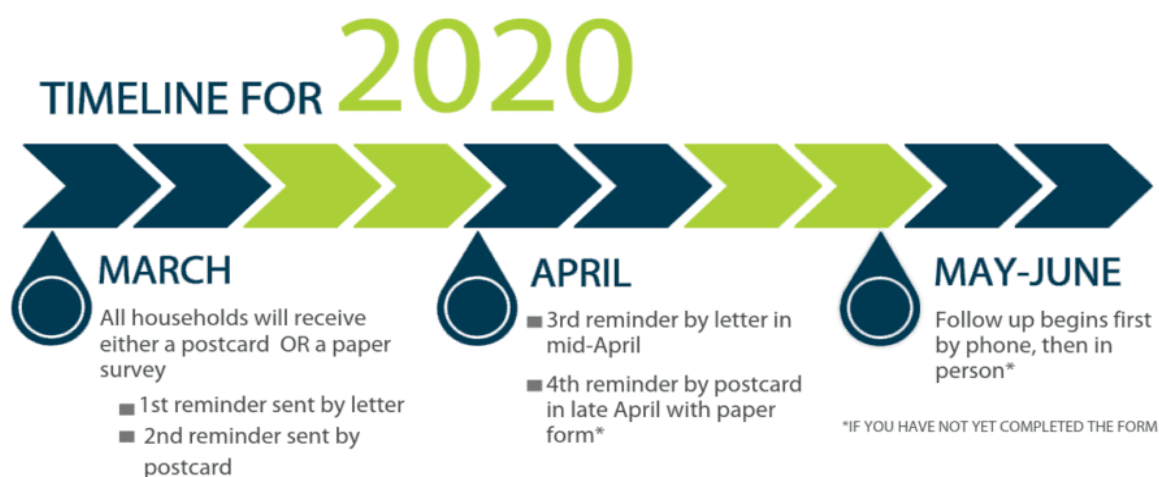 TIMELINE FOR 2020
MARCH
All households will receive
either a postcard OR a paper
survey
1st reminder sent by letter
2nd reminder sent by
postcard
APRIL
3rd reminder by letter in
mid-April
4th reminder by postcard
in late April with paper
form*
MAY-JUNE
Follow up begins first
by phone, then in
person*
*IF YOU HAVE NOT YET COMPLETED THE FORM